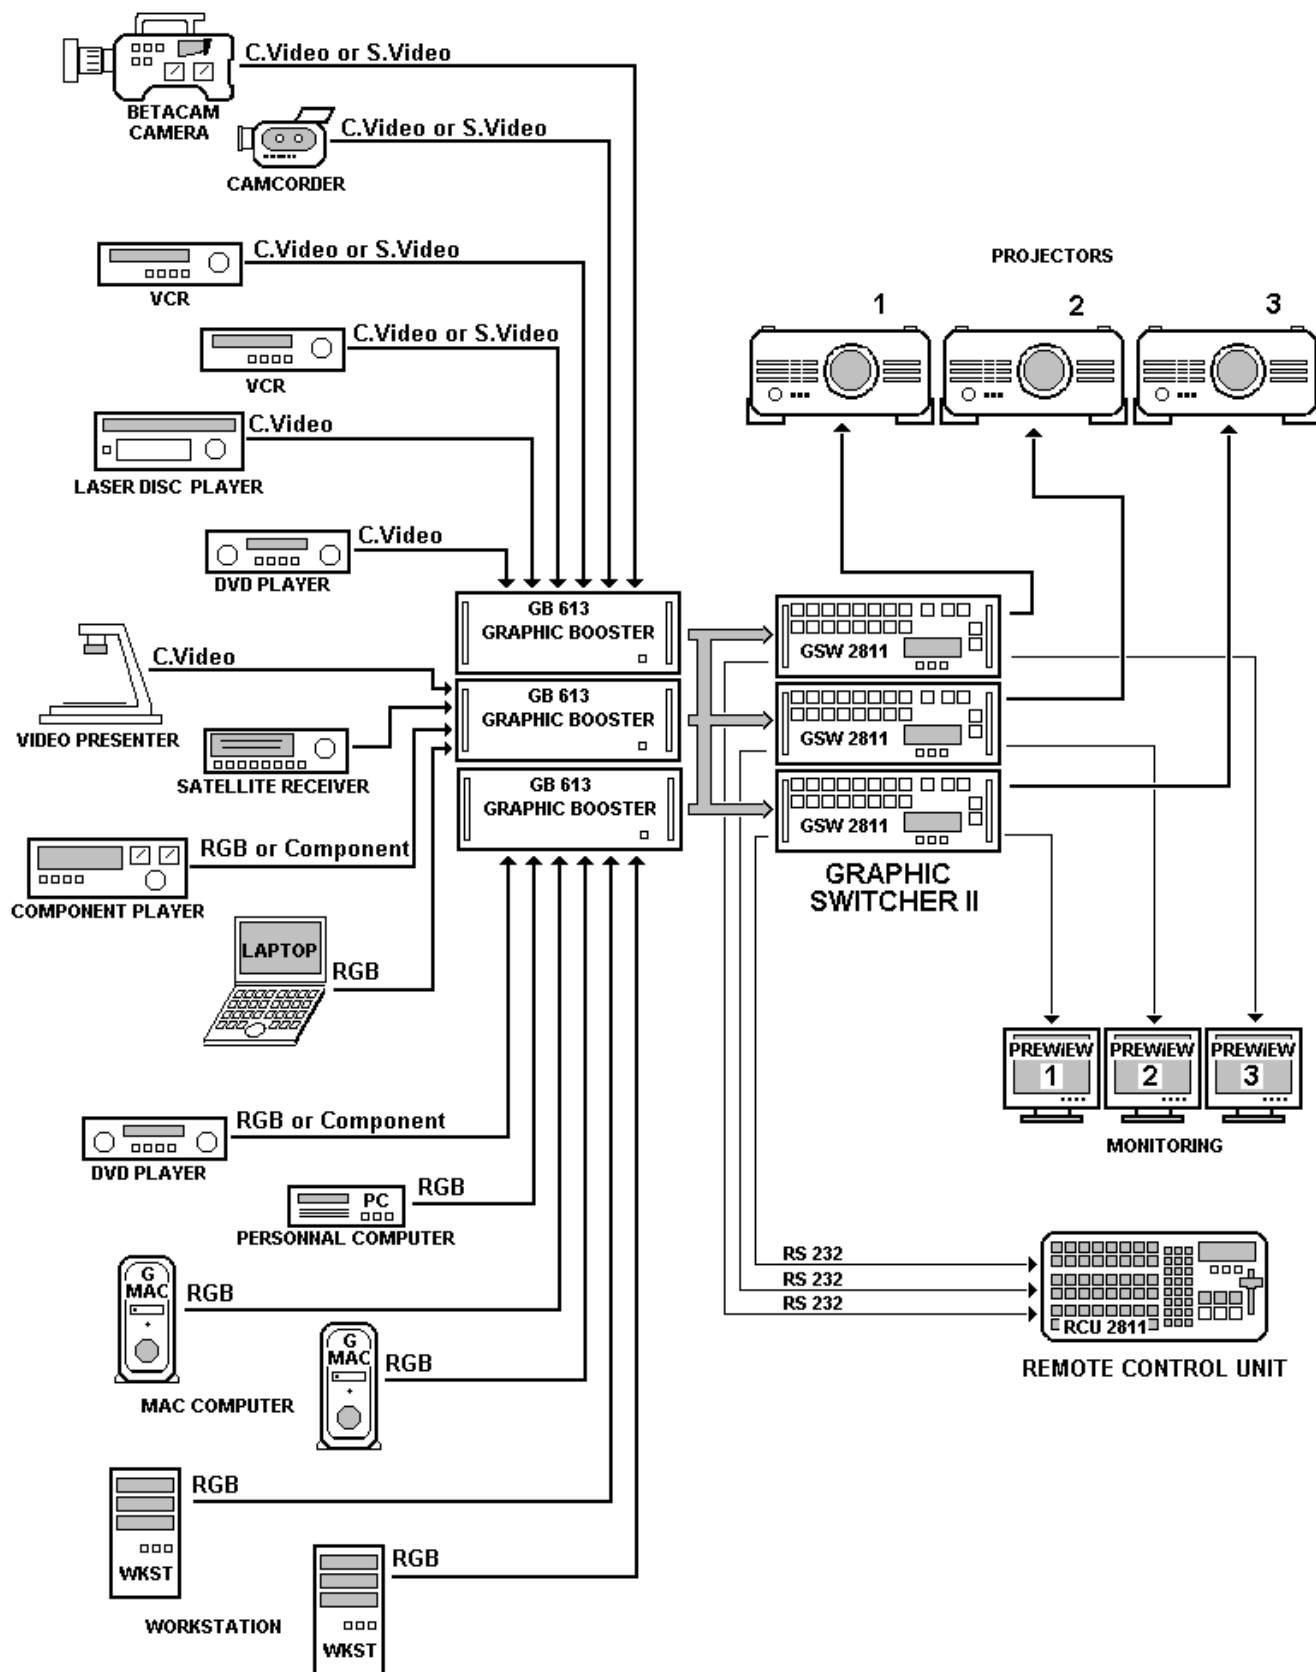 C.Video or S.Video
BETACAM
CAMERA
C.Video or S.Video
CAMCORDER
C.Video or S.Video
VCR
C.Video or S.Video
VCR
C.Video
LASER DISC PLAYER
C.Video
DVD PLAYER
C.Video
VIDEO PRESENTER
SATELLITE RECEIVER
RGB or Component
COMPONENT PLAYER
LAPTOP
RGB
RGB or Component
DVD PLAYER
RGB
PC
PERSONNAL COMPUTER
G
MAC
RGB
G
MAC
RGB
MAC COMPUTER
RGB
WKST
RGB
WORKSTATION
WKST
GB 613
GRAPHIC BOOSTER
GB 613
GRAPHIC BOOSTER
GB 613
GRAPHIC BOOSTER
PROJECTORS
1
2
3
GSW 2811
GSW 2811
GSW 2811
GRAPHIC
SWITCHER II
PREWIEW
1
PREWIEW
2
PREWIEW
3
MONITORING
RS 232
RS 232
RS 232
RCU 2811
REMOTE CONTROL UNIT